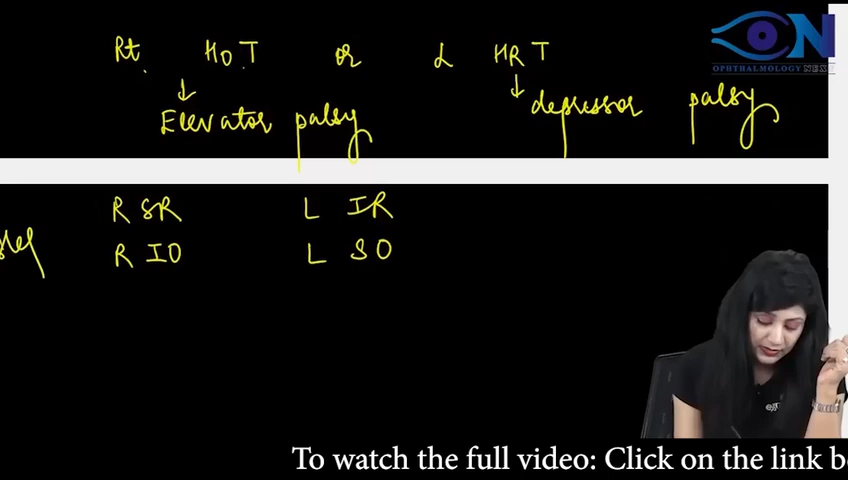 ON
OPHTHALMOLOGY NEXT
Rt. HOT or L HRT
Elevator palsy depressor palsy
R SR L IR
R IO L SO
To watch the full video: Click on the link